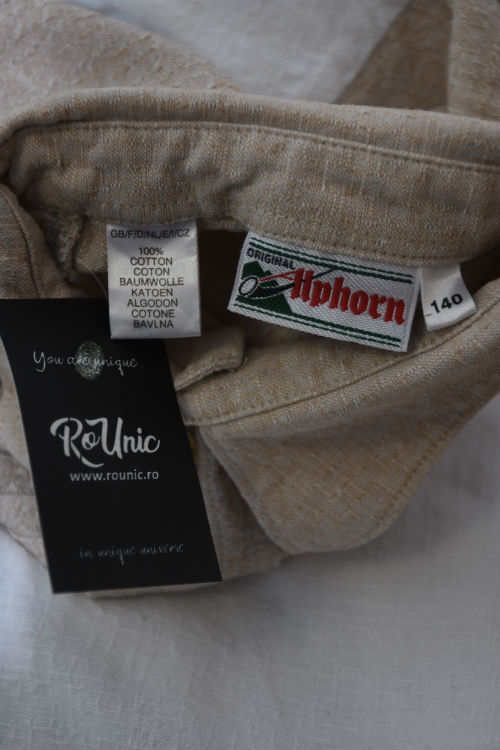 GB/F/D/NL/E/I/CZ
100%
COTTON
COTON
BAUMWOLLE
KATOEN
ALGODON
COTONE
BAVLNA
ORIGINAL
Alphorn
140
You are unique.
RoUnic
www.rounic.ro
in unique universe